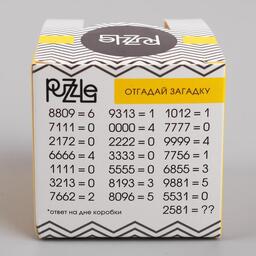 Puzzle
Puzzle
ОТГАДАЙ ЗАГАДКУ
8809 = 6 9313 = 1 1012 = 1
7111 = 0 0000 = 4 7777 = 0
2172 = 0 2222 = 0 9999 = 4
6666 = 4 3333 = 0 7756 = 1
1111 = 0 5555 = 0 6855 = 3
3213 = 0 8193 = 3 9881 = 5
7662 = 2 8096 = 5 5531 = 0
*ответ на дне коробки 2581 = ??